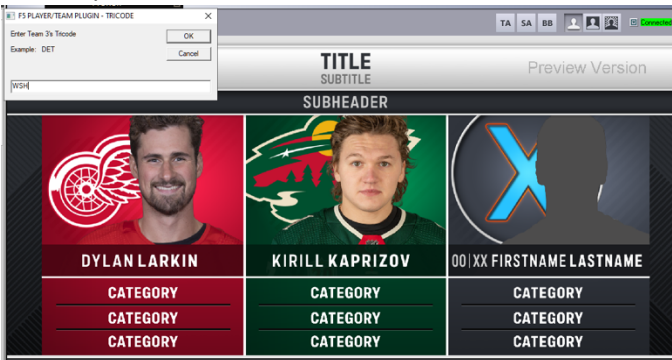 F5 PLAYER/TEAM PLUGIN - TRICODE
Enter Team 3's Tricode
Example: DET
OK
Cancel
WSH
TA SA BB Connected
TITLE
SUBTITLE
Preview Version
SUBHEADER
DYLAN LARKIN
KIRILL KAPRIZOV
00|XX FIRSTNAME LASTNAME
CATEGORY CATEGORY CATEGORY
CATEGORY CATEGORY CATEGORY
CATEGORY CATEGORY CATEGORY